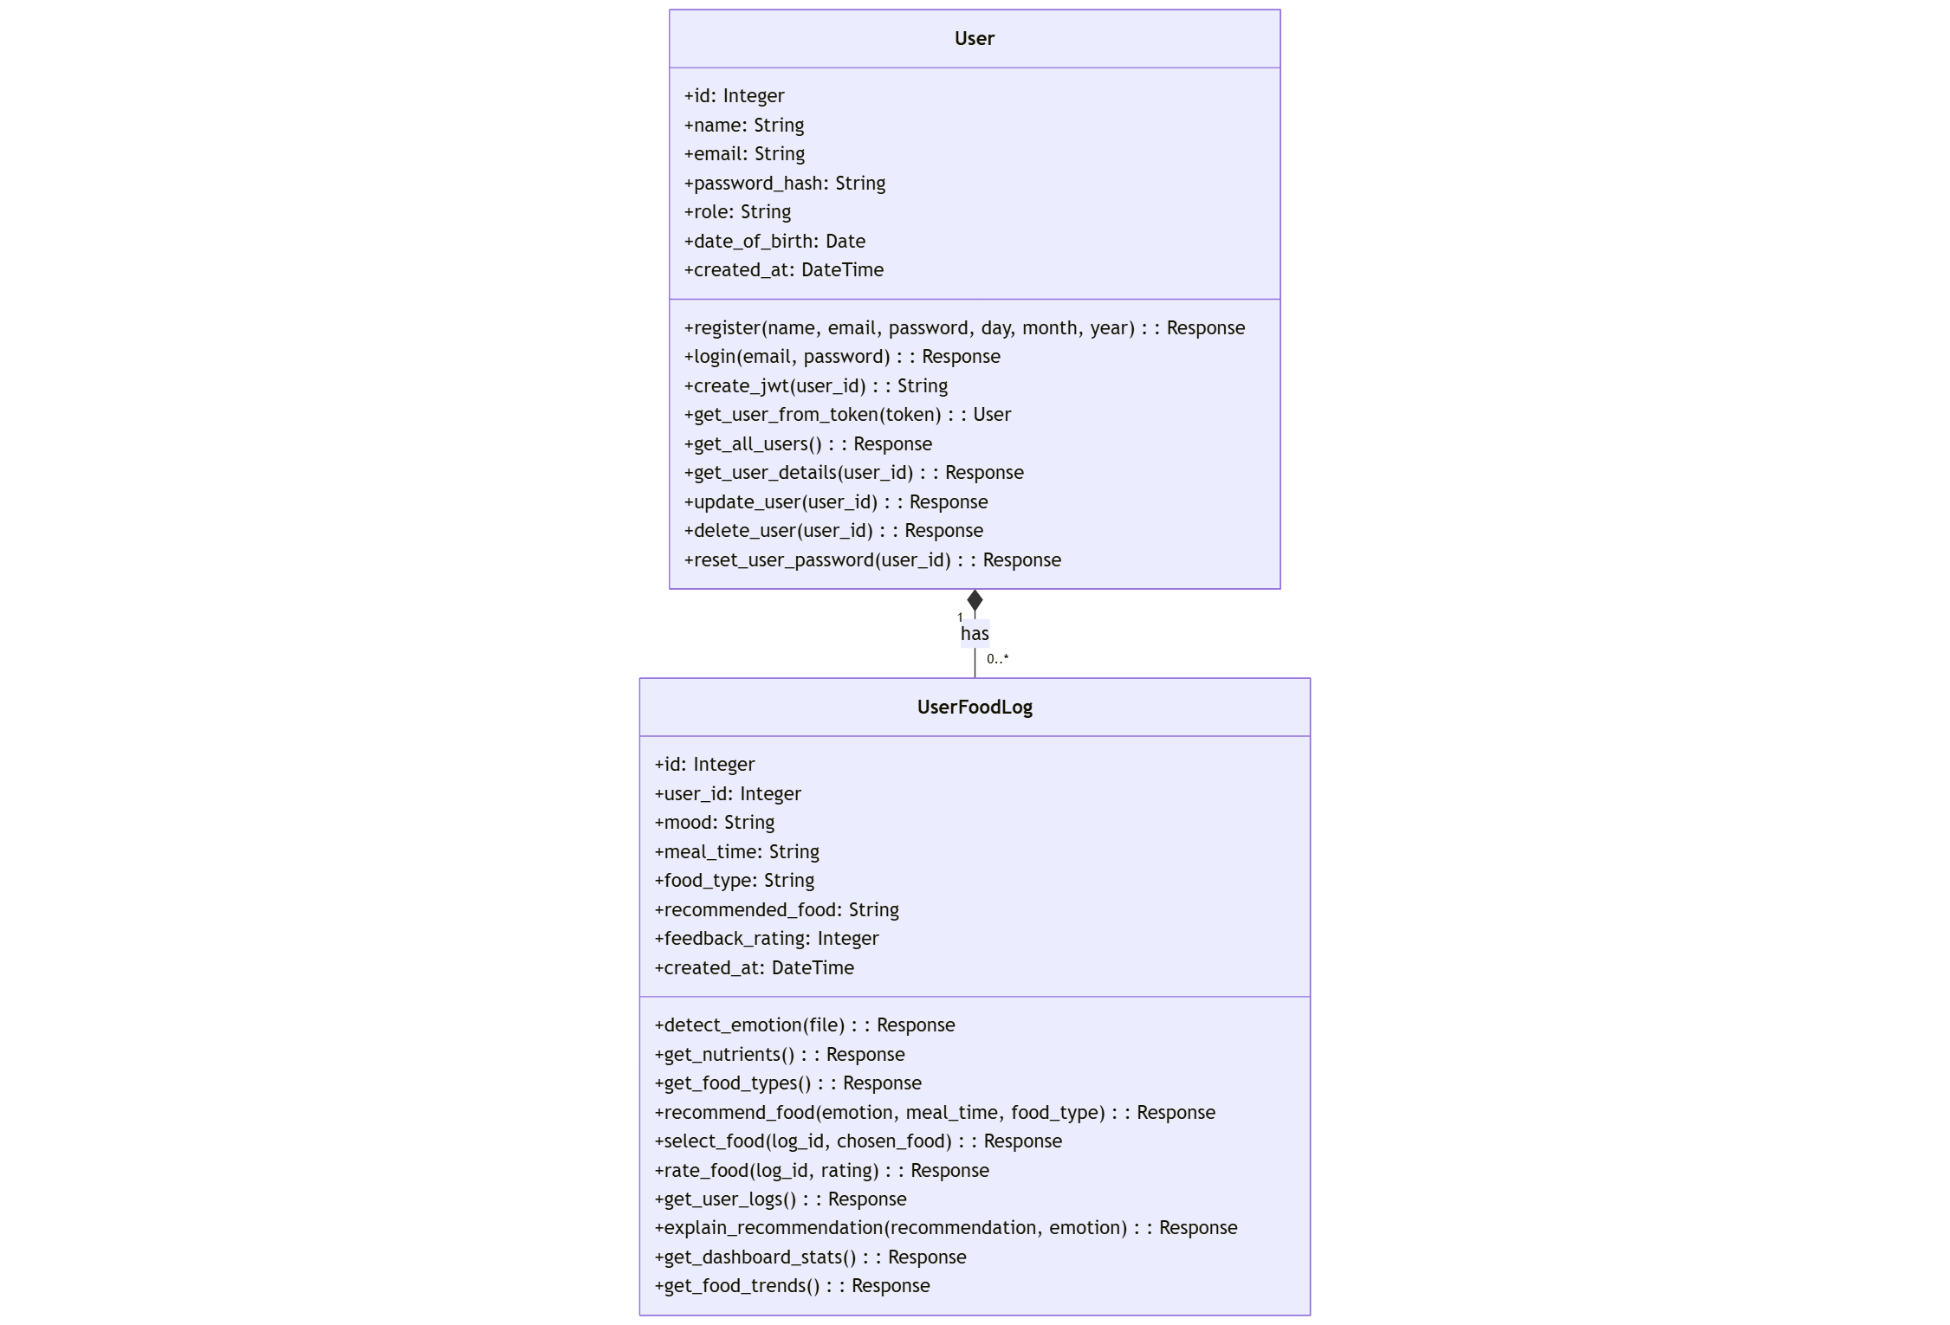 User
+id: Integer
+name: String
+email: String
+password_hash: String
+role: String
+date_of_birth: Date
+created_at: DateTime
+register(name, email, password, day, month, year) : : Response
+login(email, password) : : Response
+create_jwt(user_id) : : String
+get_user_from_token(token) : : User
+get_all_users() : : Response
+get_user_details(user_id) : : Response
+update_user(user_id) : : Response
+delete_user(user_id) : : Response
+reset_user_password(user_id) : : Response
1
has
0..*
UserFoodLog
+id: Integer
+user_id: Integer
+mood: String
+meal_time: String
+food_type: String
+recommended_food: String
+feedback_rating: Integer
+created_at: DateTime
+detect_emotion(file) : : Response
+get_nutrients() : : Response
+get_food_types() : : Response
+recommend_food(emotion, meal_time, food_type) : : Response
+select_food(log_id, chosen_food) : : Response
+rate_food(log_id, rating) : : Response
+get_user_logs() : : Response
+explain_recommendation(recommendation, emotion) : : Response
+get_dashboard_stats() : : Response
+get_food_trends() : : Response